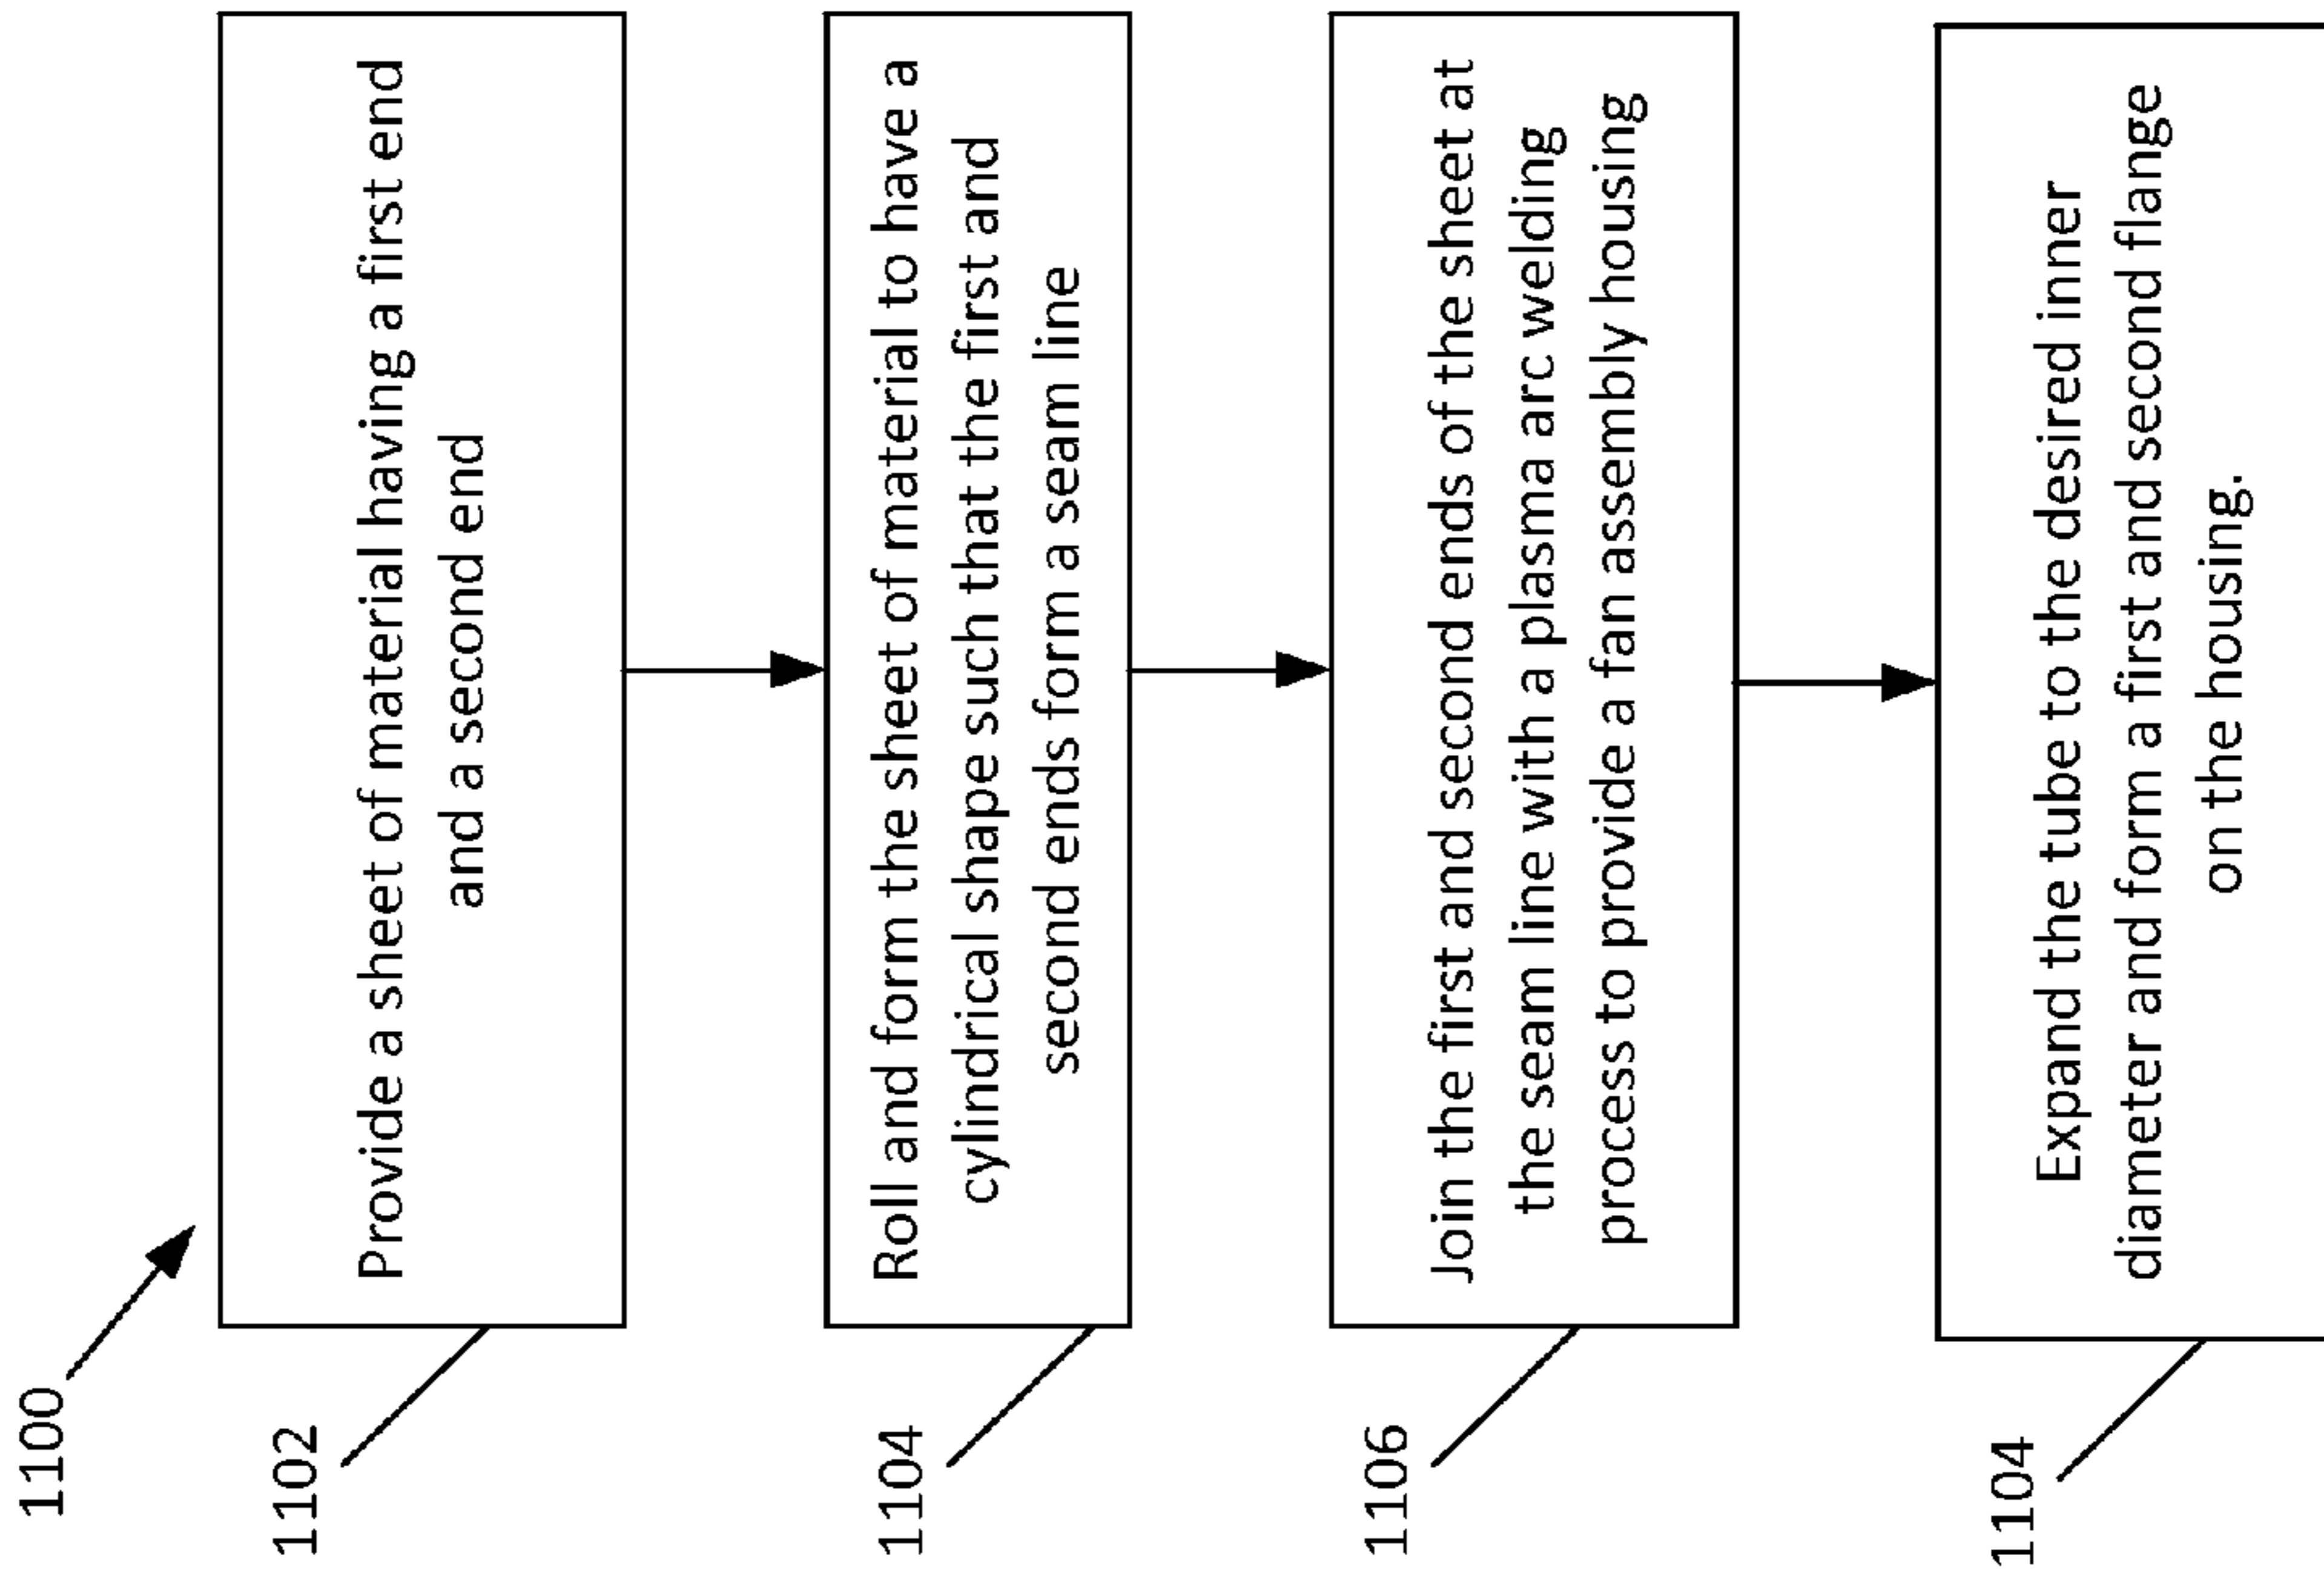 1100
1102
Provide a sheet of material having a first end
and a second end
1104
Roll and form the sheet of material to have a
cylindrical shape such that the first and
second ends form a seam line
1106
Join the first and second ends of the sheet at
the seam line with a plasma arc welding
process to provide a fan assembly housing
1104
Expand the tube to the desired inner
diameter and form a first and second flange
on the housing.